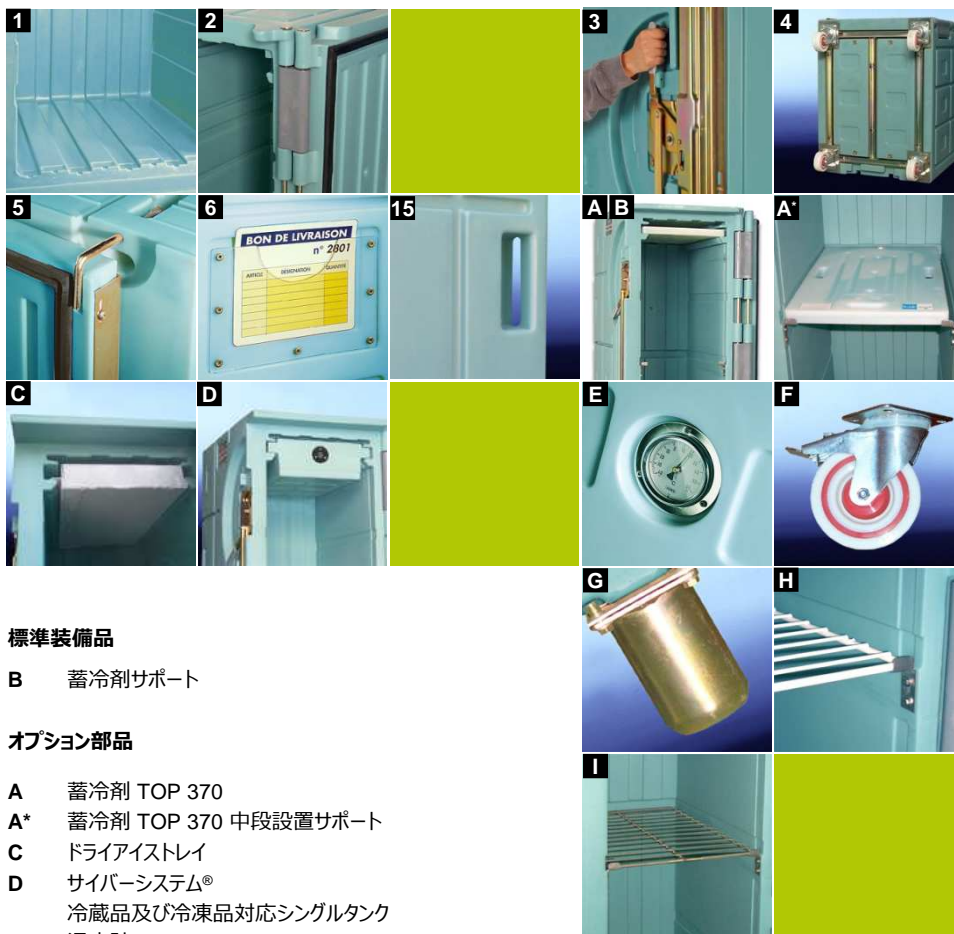 1
2
3
4
5
6
BON DE LIVRAISON
n° 2801
ARTICLE DÉSIGNATION QUANTITÉ
15
A B
A*
C
D
E
F
G
H
I
標準装備品
B 蓄冷剤サポート
オプション部品
A 蓄冷剤 TOP 370
A* 蓄冷剤 TOP 370 中段設置サポート
C ドライアイストレイ
D サイバーシステム®
冷蔵品及び冷凍品対応シングルタンク